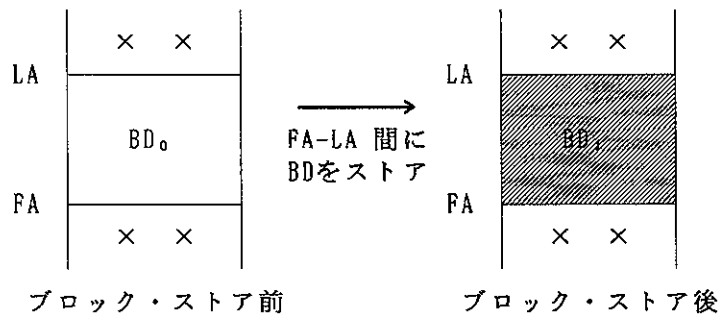 × ×
LA
BD₀
FA
× ×
ブロック・ストア前
FA-LA 間に
BDをストア
× ×
LA
BD₁
FA
× ×
ブロック・ストア後